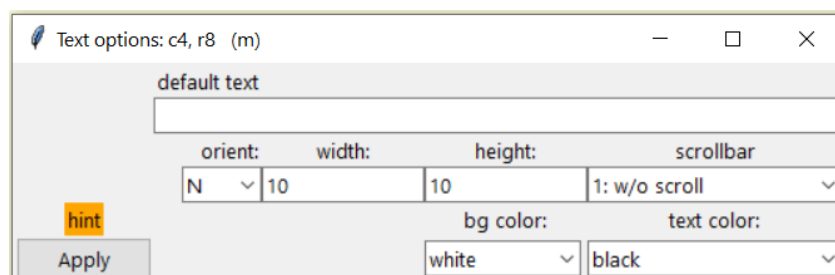 Text options: c4, r8 (m)
default text
orient: width: height: scrollbar
N 10 10 1: w/o scroll
hint bg color: text color:
Apply white black